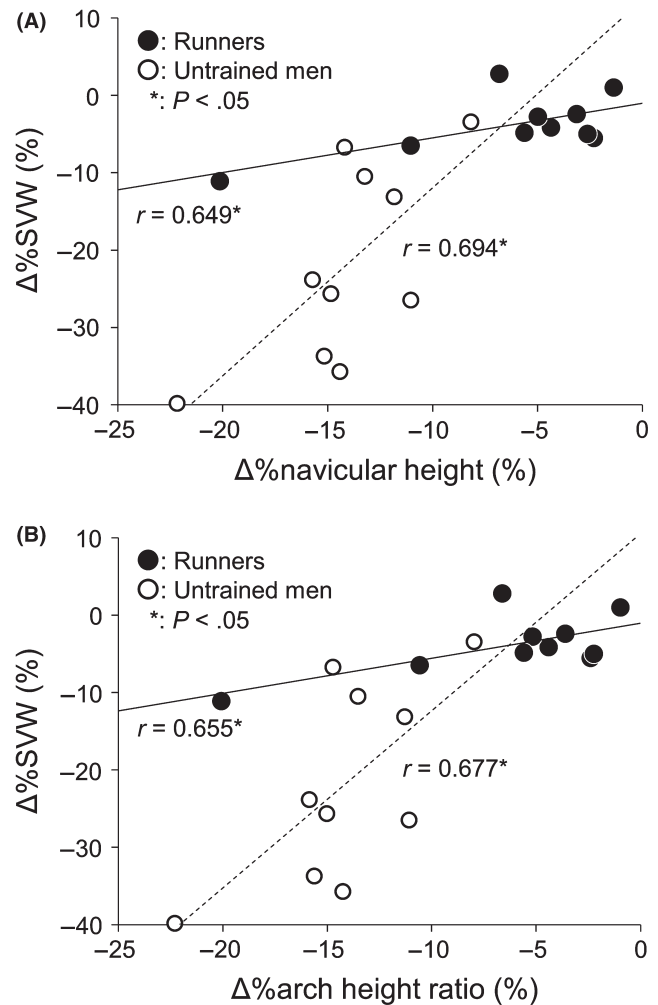 (A)
10
0
–10
–20
–30
–40
Δ%SVW (%)
: Runners
: Untrained men
*: P < .05
r = 0.649*
r = 0.694*
–25 –20 –15 –10 –5 0
Δ%navicular height (%)
(B)
10
0
–10
–20
–30
–40
Δ%SVW (%)
: Runners
: Untrained men
*: P < .05
r = 0.655*
r = 0.677*
–25 –20 –15 –10 –5 0
Δ%arch height ratio (%)